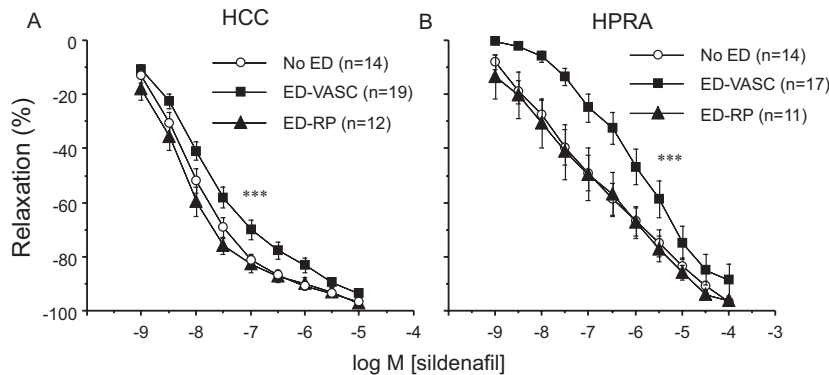 A
HCC
B
HPRA
No ED (n=14)
ED-VASC (n=19)
ED-RP (n=12)
No ED (n=14)
ED-VASC (n=17)
ED-RP (n=11)
Relaxation (%)
0
-20
-40
-60
-80
-100
***
***
-9
-8
-7
-6
-5
-4
-9
-8
-7
-6
-5
-4
-3
log M [sildenafil]